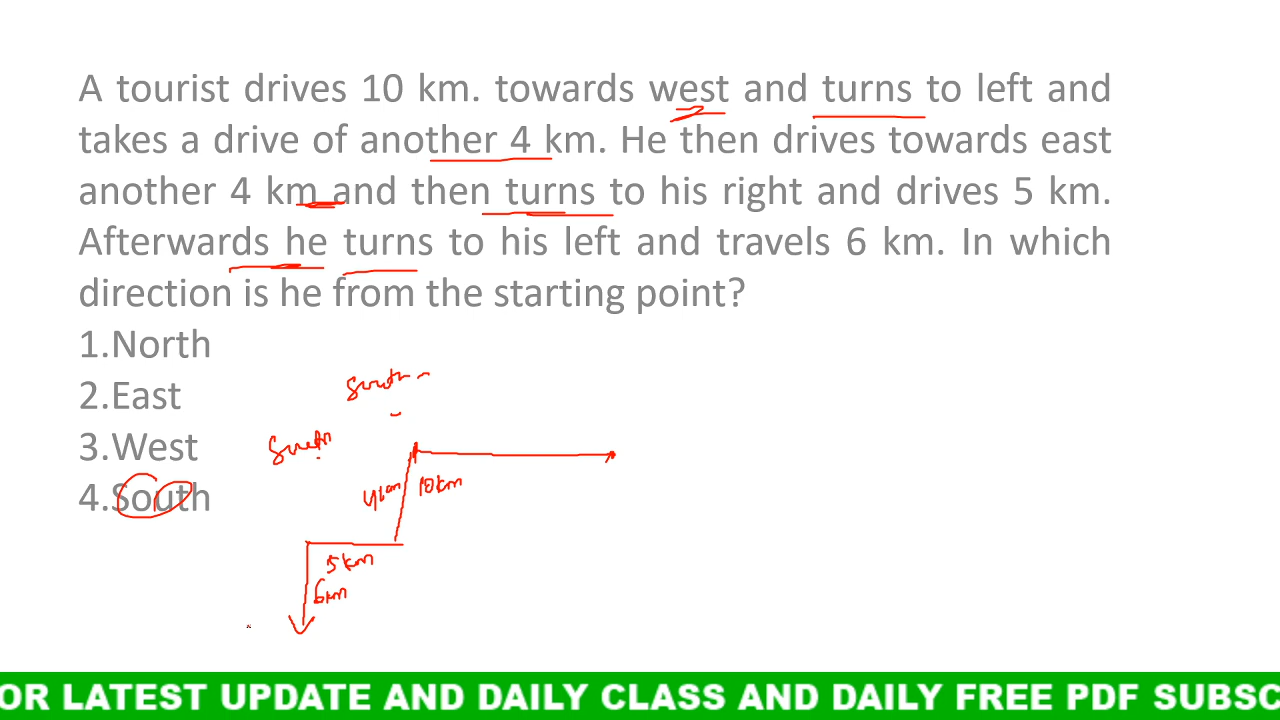 A tourist drives 10 km. towards west and turns to left and
takes a drive of another 4 km. He then drives towards east
another 4 km and then turns to his right and drives 5 km.
Afterwards he turns to his left and travels 6 km. In which
direction is he from the starting point?
1.North
2.East
3.West
4.South
South
South
4km
10km
5km
6km
OR LATEST UPDATE AND DAILY CLASS AND DAILY FREE PDF SUBSC